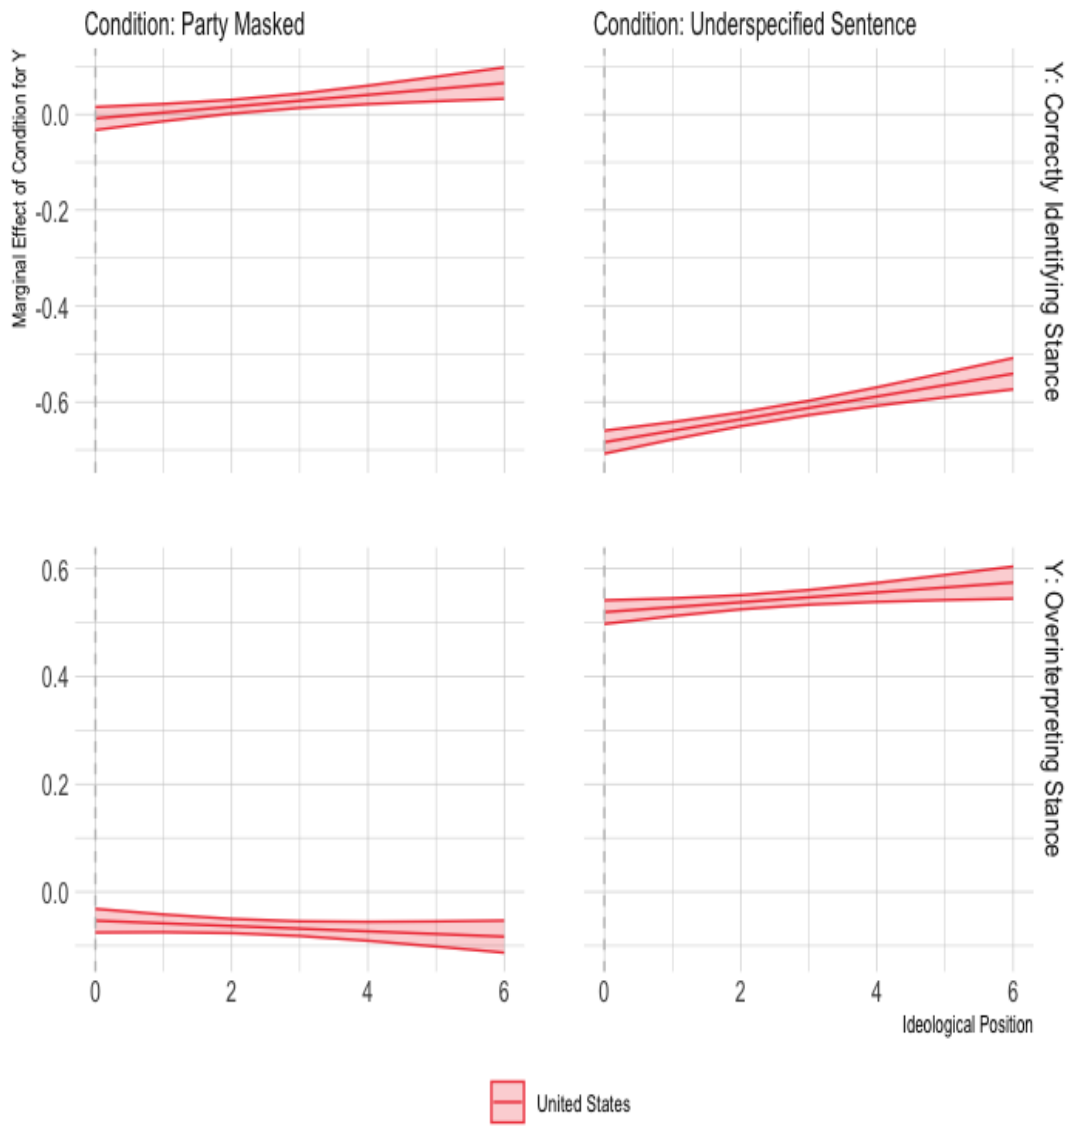 Condition: Party Masked
Condition: Underspecified Sentence
Marginal Effect of Condition for Y
0.0
-0.2
-0.4
-0.6
Y: Correctly Identifying Stance
0.6
0.4
0.2
0.0
Y: Overinterpreting Stance
0 2 4 6
0 2 4 6
Ideological Position
United States